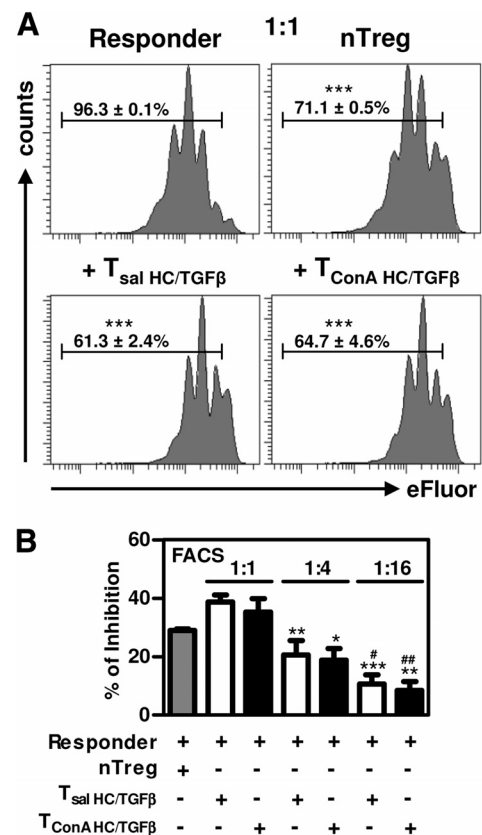 A
1:1
Responder nTreg
counts
96.3 ± 0.1%
***
71.1 ± 0.5%
+ Tsal HC/TGFβ + TConA HC/TGFβ
***
61.3 ± 2.4%
***
64.7 ± 4.6%
eFluor
B
% of Inhibition
60
40
20
0
FACS
1:1 1:4 1:16
** * # *** ## **
Responder + + + + + + +
nTreg + - - - - - -
Tsal HC/TGFβ - + - + - + -
TConA HC/TGFβ - - + - + - +